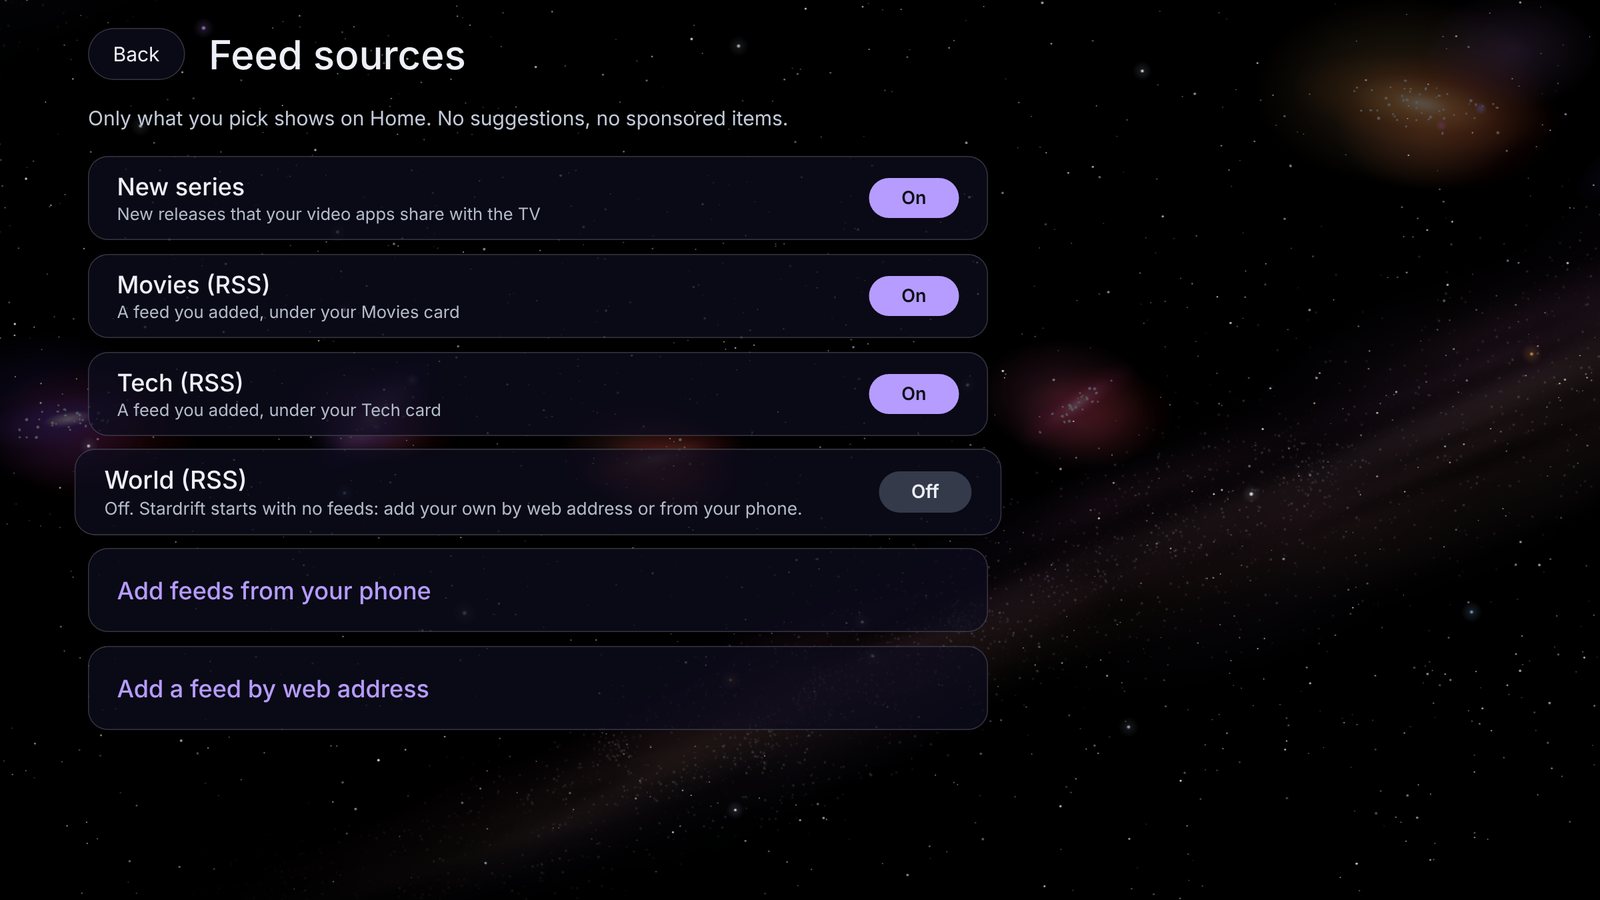 Back
Feed sources
Only what you pick shows on Home. No suggestions, no sponsored items.
New series
New releases that your video apps share with the TV
On
Movies (RSS)
A feed you added, under your Movies card
On
Tech (RSS)
A feed you added, under your Tech card
On
World (RSS)
Off. Stardrift starts with no feeds: add your own by web address or from your phone.
Off
Add feeds from your phone
Add a feed by web address